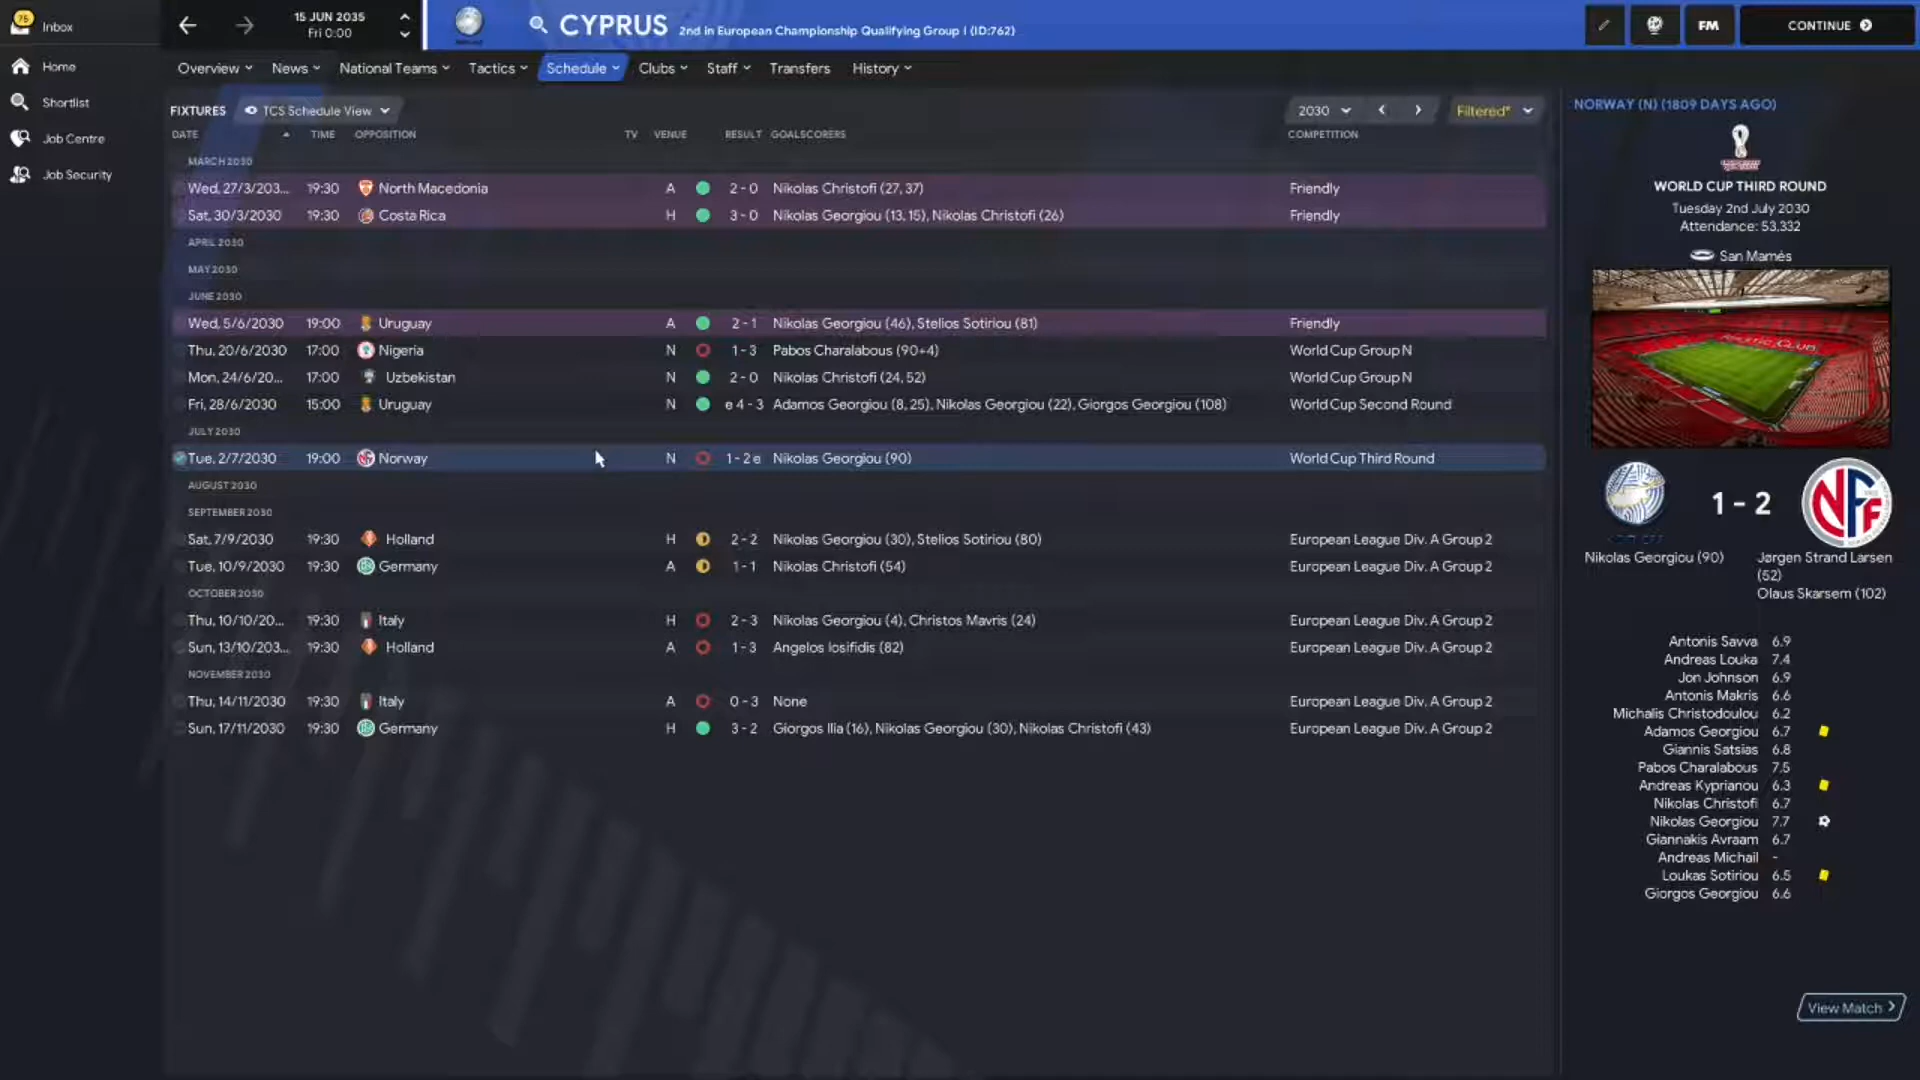 75 Inbox
15 JUN 2035
Fri 0:00
CYPRUS 2nd in European Championship Qualifying Group I (ID:762)
FM
CONTINUE
Home
Shortlist
Job Centre
Job Security
Overview News National Teams Tactics Schedule Clubs Staff Transfers History
FIXTURES TCS Schedule View 2030 Filtered*
DATE TIME OPPOSITION TV VENUE RESULT GOALSCORERS COMPETITION
MARCH 2030
Wed, 27/3/203... 19:30 North Macedonia A 2 - 0 Nikolas Christofi (27, 37) Friendly
Sat, 30/3/2030 19:30 Costa Rica H 3 - 0 Nikolas Georgiou (13, 15), Nikolas Christofi (26) Friendly
APRIL 2030
MAY 2030
JUNE 2030
Wed, 5/6/2030 19:00 Uruguay A 2 - 1 Nikolas Georgiou (46), Stelios Sotiriou (81) Friendly
Thu, 20/6/2030 17:00 Nigeria N 1 - 3 Pabos Charalabous (90+4) World Cup Group N
Mon, 24/6/20... 17:00 Uzbekistan N 2 - 0 Nikolas Christofi (24, 52) World Cup Group N
Fri, 28/6/2030 15:00 Uruguay N e 4 - 3 Adamos Georgiou (8, 25), Nikolas Georgiou (22), Giorgos Georgiou (108) World Cup Second Round
JULY 2030
Tue, 2/7/2030 19:00 Norway N 1 - 2 e Nikolas Georgiou (90) World Cup Third Round
AUGUST 2030
SEPTEMBER 2030
Sat, 7/9/2030 19:30 Holland H 2 - 2 Nikolas Georgiou (30), Stelios Sotiriou (80) European League Div. A Group 2
Tue, 10/9/2030 19:30 Germany A 1 - 1 Nikolas Christofi (54) European League Div. A Group 2
OCTOBER 2030
Thu, 10/10/20... 19:30 Italy H 2 - 3 Nikolas Georgiou (4), Christos Mavris (24) European League Div. A Group 2
Sun, 13/10/203... 19:30 Holland A 1 - 3 Angelos Iosifidis (82) European League Div. A Group 2
NOVEMBER 2030
Thu, 14/11/2030 19:30 Italy A 0 - 3 None European League Div. A Group 2
Sun, 17/11/2030 19:30 Germany H 3 - 2 Giorgos Ilia (16), Nikolas Georgiou (30), Nikolas Christofi (43) European League Div. A Group 2
NORWAY (N) (1809 DAYS AGO)
WORLD CUP THIRD ROUND
Tuesday 2nd July 2030
Attendance: 53,332
San Mamés
ATHLETIC CLUB
1 - 2
NFF
Nikolas Georgiou (90) Jørgen Strand Larsen
(52)
Olaus Skarsem (102)
Antonis Savva 6.9
Andreas Louka 7.4
Jon Johnson 6.9
Antonis Makris 6.6
Michalis Christodoulou 6.2
Adamos Georgiou 6.7
Giannis Satsias 6.8
Pabos Charalabous 7.5
Andreas Kyprianou 6.3
Nikolas Christofi 6.7
Nikolas Georgiou 7.7
Giannakis Avraam 6.7
Andreas Michail -
Loukas Sotiriou 6.5
Giorgos Georgiou 6.6
View Match